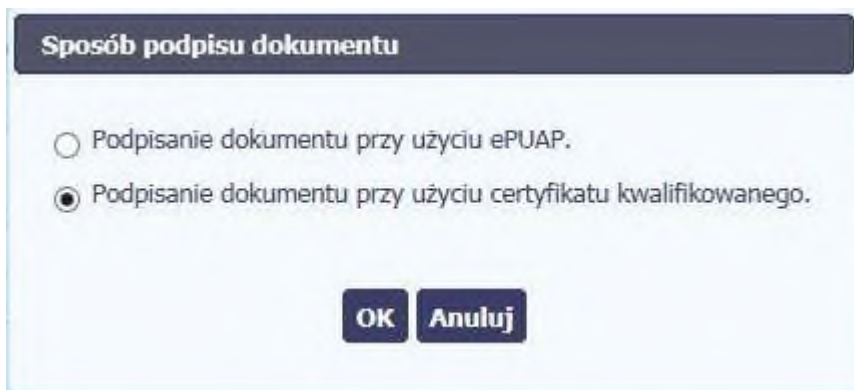 Sposób podpisu dokumentu
Podpisanie dokumentu przy użyciu ePUAP.
Podpisanie dokumentu przy użyciu certyfikatu kwalifikowanego.
OK Anuluj